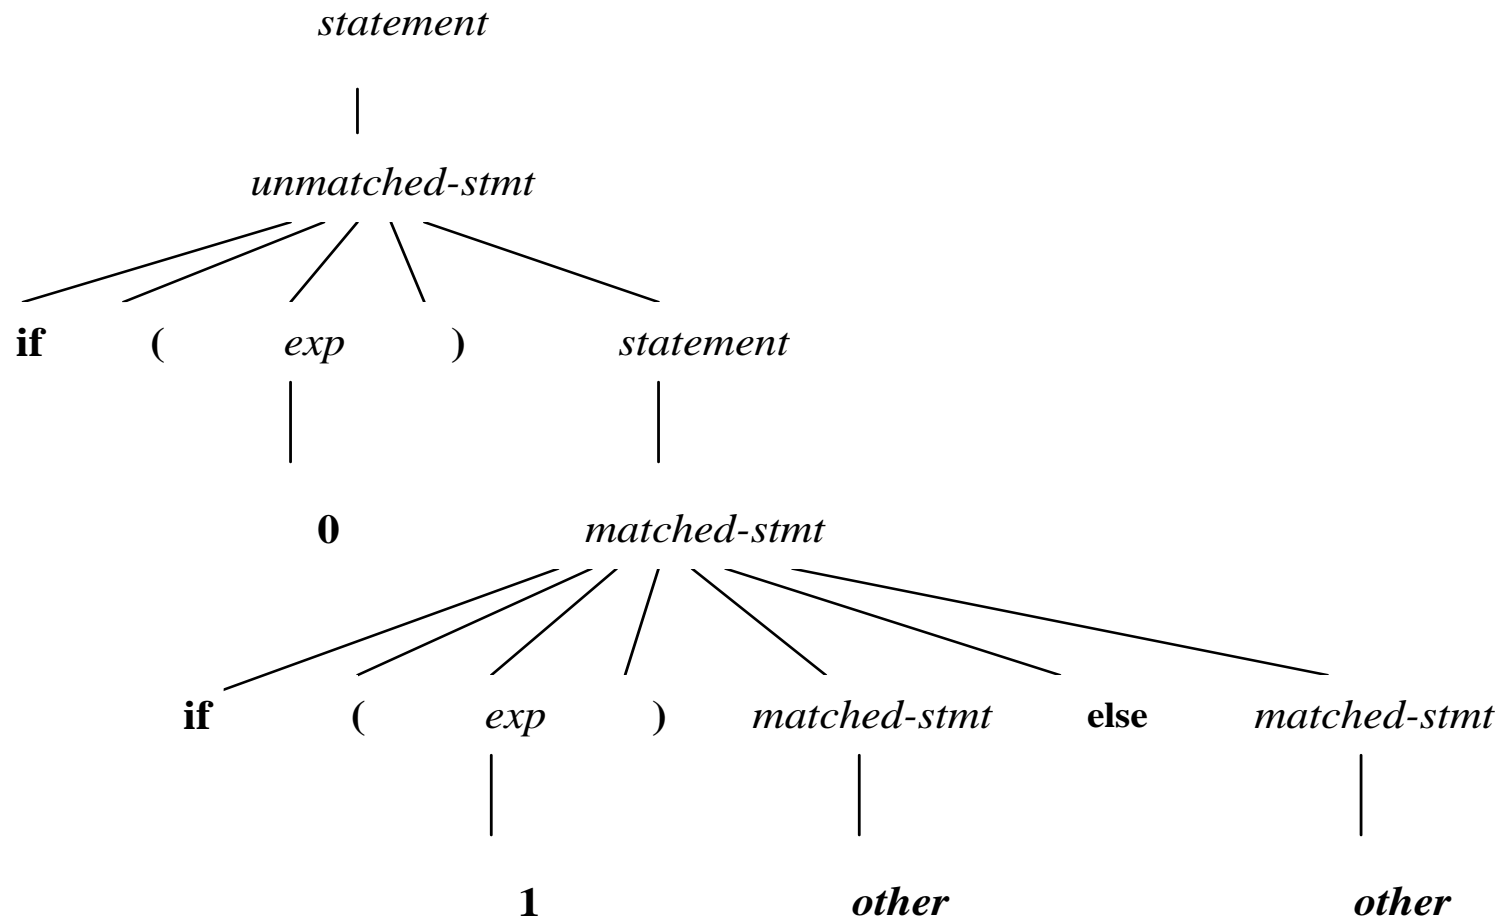 statement
unmatched-stmt
if ( exp ) statement
0 matched-stmt
if ( exp ) matched-stmt else matched-stmt
1 other other